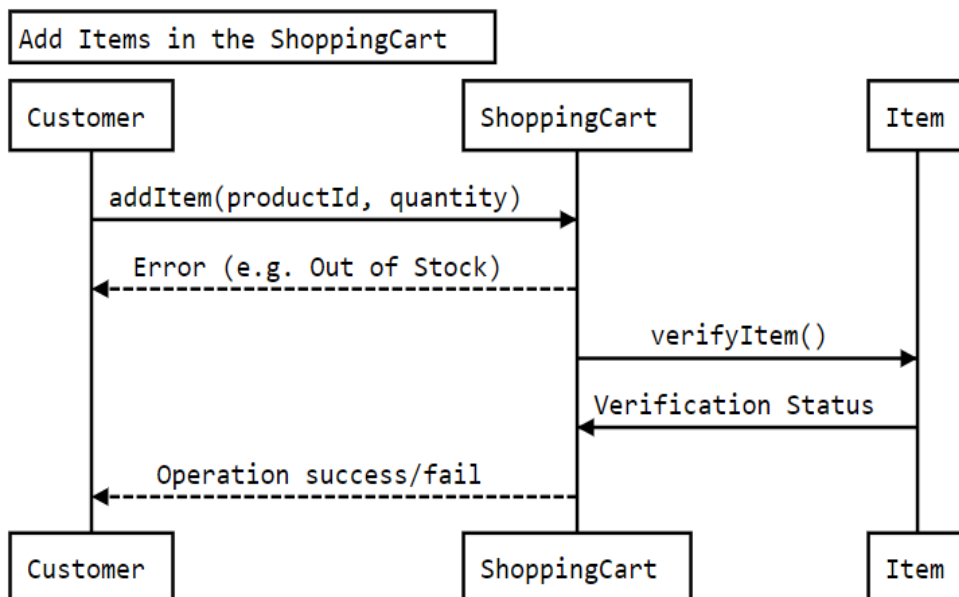 Add Items in the ShoppingCart
Customer
ShoppingCart
Item
addItem(productId, quantity)
Error (e.g. Out of Stock)
verifyItem()
Verification Status
Operation success/fail
Customer
ShoppingCart
Item